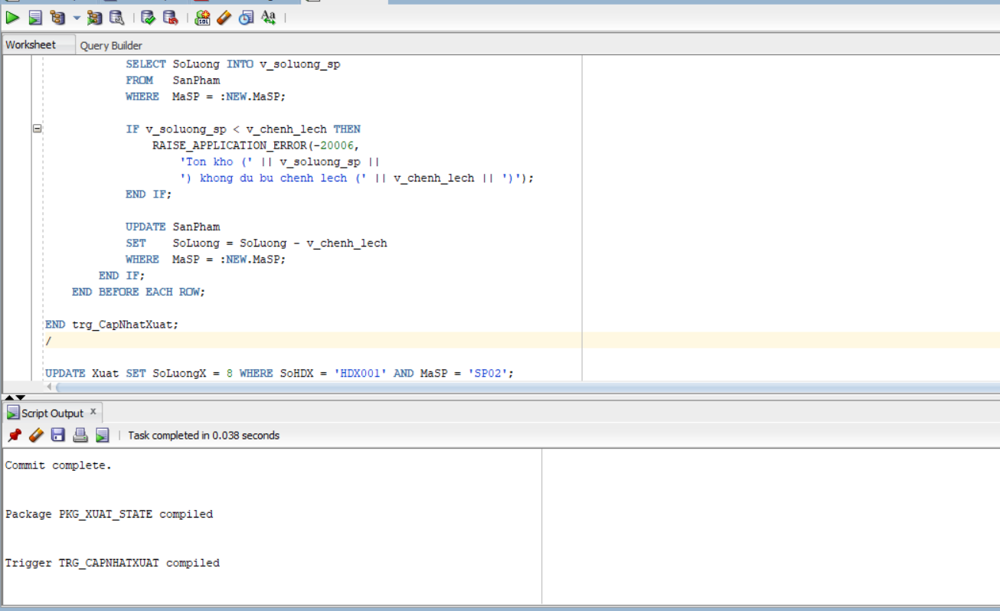 Worksheet Query Builder
SELECT SoLuong INTO v_soluong_sp
FROM SanPham
WHERE MaSP = :NEW.MaSP;
IF v_soluong_sp < v_chenh_lech THEN
RAISE_APPLICATION_ERROR(-20006,
'Ton kho (' || v_soluong_sp ||
') khong du bu chenh lech (' || v_chenh_lech || ')');
END IF;
UPDATE SanPham
SET SoLuong = SoLuong - v_chenh_lech
WHERE MaSP = :NEW.MaSP;
END IF;
END BEFORE EACH ROW;
END trg_CapNhatXuat;
/
UPDATE Xuat SET SoLuongX = 8 WHERE SoHDX = 'HDX001' AND MaSP = 'SP02';
Script Output x
Task completed in 0.038 seconds
Commit complete.
Package PKG_XUAT_STATE compiled
Trigger TRG_CAPNHATXUAT compiled